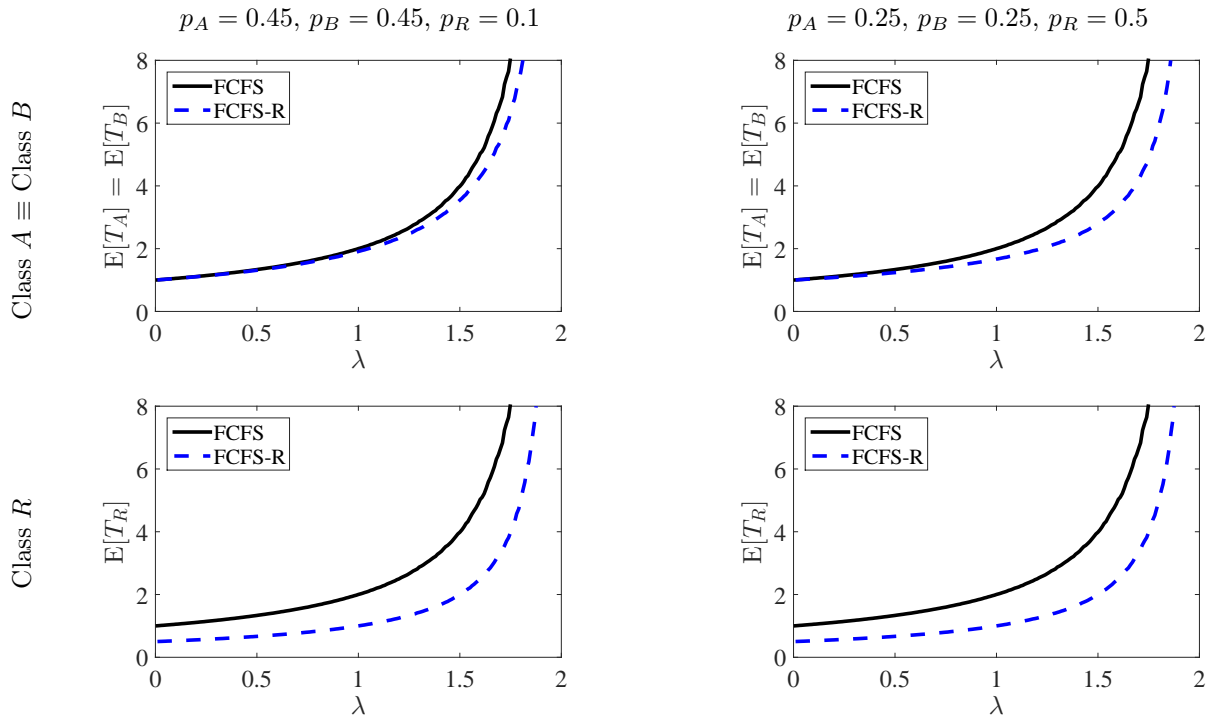 p_A = 0.45, p_B = 0.45, p_R = 0.1
p_A = 0.25, p_B = 0.25, p_R = 0.5
Class A ≡ Class B
E[T_A] = E[T_B]
8
6
4
2
0
FCFS
FCFS-R
0 0.5 1 1.5 2
λ
E[T_A] = E[T_B]
8
6
4
2
0
FCFS
FCFS-R
0 0.5 1 1.5 2
λ
Class R
E[T_R]
8
6
4
2
0
FCFS
FCFS-R
0 0.5 1 1.5 2
λ
E[T_R]
8
6
4
2
0
FCFS
FCFS-R
0 0.5 1 1.5 2
λ